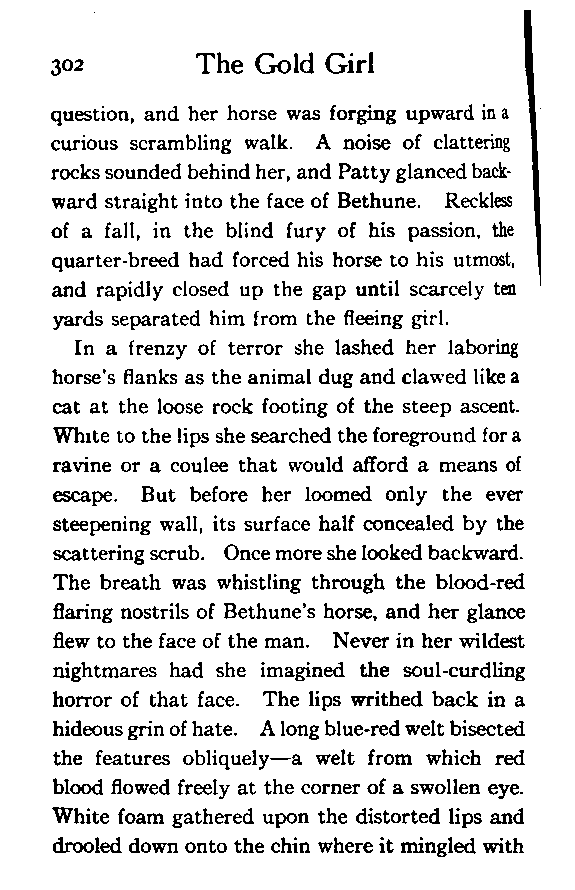 302 The Gold Girl
question, and her horse was forging upward in a
curious scrambling walk. A noise of clattering
rocks sounded behind her, and Patty glanced back-
ward straight into the face of Bethune. Reckless
of a fall, in the blind fury of his passion, the
quarter-breed had forced his horse to his utmost,
and rapidly closed up the gap until scarcely ten
yards separated him from the fleeing girl.
In a frenzy of terror she lashed her laboring
horse's flanks as the animal dug and clawed like a
cat at the loose rock footing of the steep ascent.
White to the lips she searched the foreground for a
ravine or a coulee that would afford a means of
escape. But before her loomed only the ever
steepening wall, its surface half concealed by the
scattering scrub. Once more she looked backward.
The breath was whistling through the blood-red
flaring nostrils of Bethune's horse, and her glance
flew to the face of the man. Never in her wildest
nightmares had she imagined the soul-curdling
horror of that face. The lips writhed back in a
hideous grin of hate. A long blue-red welt bisected
the features obliquely—a welt from which red
blood flowed freely at the corner of a swollen eye.
White foam gathered upon the distorted lips and
drooled down onto the chin where it mingled with